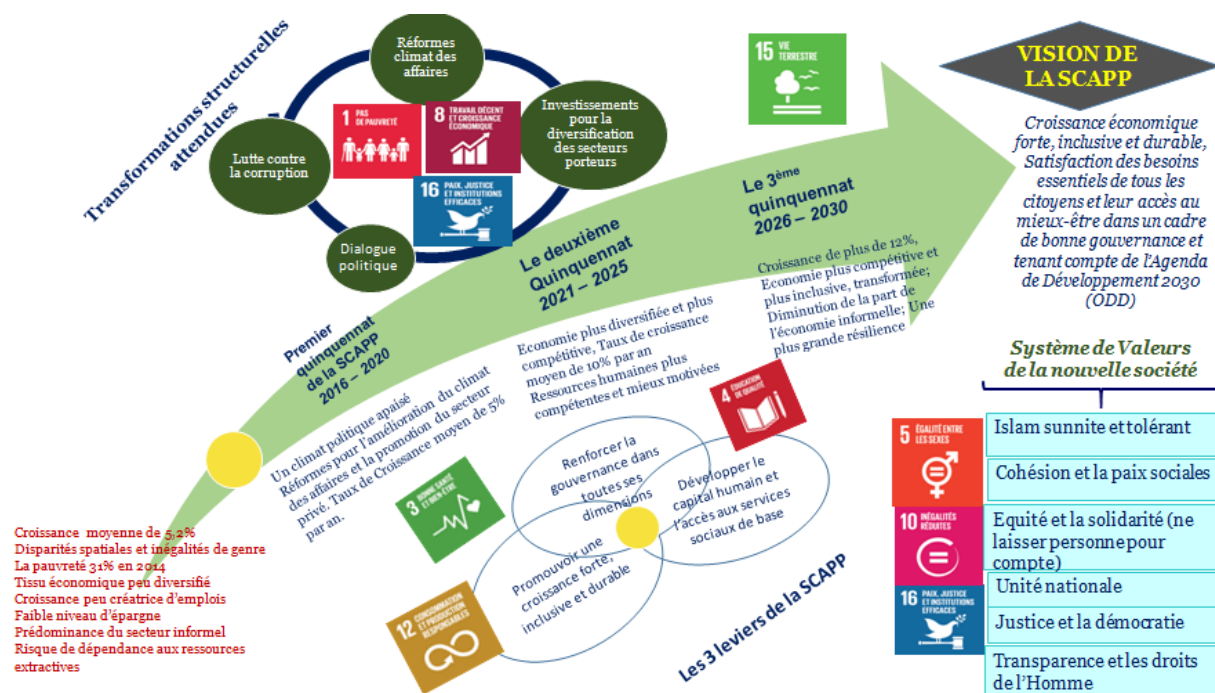 Transformations structurelles
attendues
Réformes
climat des
affaires
Lutte contre
la corruption
Investissements
pour la
diversification
des secteurs
porteurs
Dialogue
politique
1 PAS
DE PAUVRETÉ
8 TRAVAIL DÉCENT
ET CROISSANCE
ÉCONOMIQUE
16 PAIX, JUSTICE
ET INSTITUTIONS
EFFICACES
15 VIE
TERRESTRE
VISION DE
LA SCAPP
Croissance économique
forte, inclusive et durable,
Satisfaction des besoins
essentiels de tous les
citoyens et leur accès au
mieux-être dans un cadre
de bonne gouvernance et
tenant compte de l'Agenda
de Développement 2030
(ODD)
Premier
quinquennat
de la SCAPP
2016 – 2020
Le deuxième
Quinquennat
2021 – 2025
Le 3ème
quinquennat
2026 – 2030
Un climat politique apaisé
Réformes pour l'amélioration du climat
des affaires et la promotion du secteur
privé. Taux de Croissance moyen de 5%
par an.
Economie plus diversifiée et plus
compétitive, Taux de croissance
moyen de 10% par an
Ressources humaines plus
compétentes et mieux motivées
Croissance de plus de 12%,
Economie plus compétitive et
plus inclusive, transformée;
Diminution de la part de
l'économie informelle; Une
plus grande résilience
Croissance moyenne de 5,2%
Disparités spatiales et inégalités de genre
La pauvreté 31% en 2014
Tissu économique peu diversifié
Croissance peu créatrice d'emplois
Faible niveau d'épargne
Prédominance du secteur informel
Risque de dépendance aux ressources
extractives
3 BONNE SANTÉ
ET BIEN-ÊTRE
4 ÉDUCATION
DE QUALITÉ
12 CONSOMMATION
ET PRODUCTION
RESPONSABLES
Renforcer la
gouvernance dans
toutes ses
dimensions
Développer le
capital humain et
l'accès aux services
sociaux de base
Promouvoir une
croissance forte,
inclusive et durable
Les 3 leviers de la SCAPP
Système de Valeurs
de la nouvelle société
5 ÉGALITÉ ENTRE
LES SEXES
10 INÉGALITÉS
RÉDUITES
16 PAIX, JUSTICE
ET INSTITUTIONS
EFFICACES
Islam sunnite et tolérant
Cohésion et la paix sociales
Equité et la solidarité (ne
laisser personne pour
compte)
Unité nationale
Justice et la démocratie
Transparence et les droits
de l'Homme